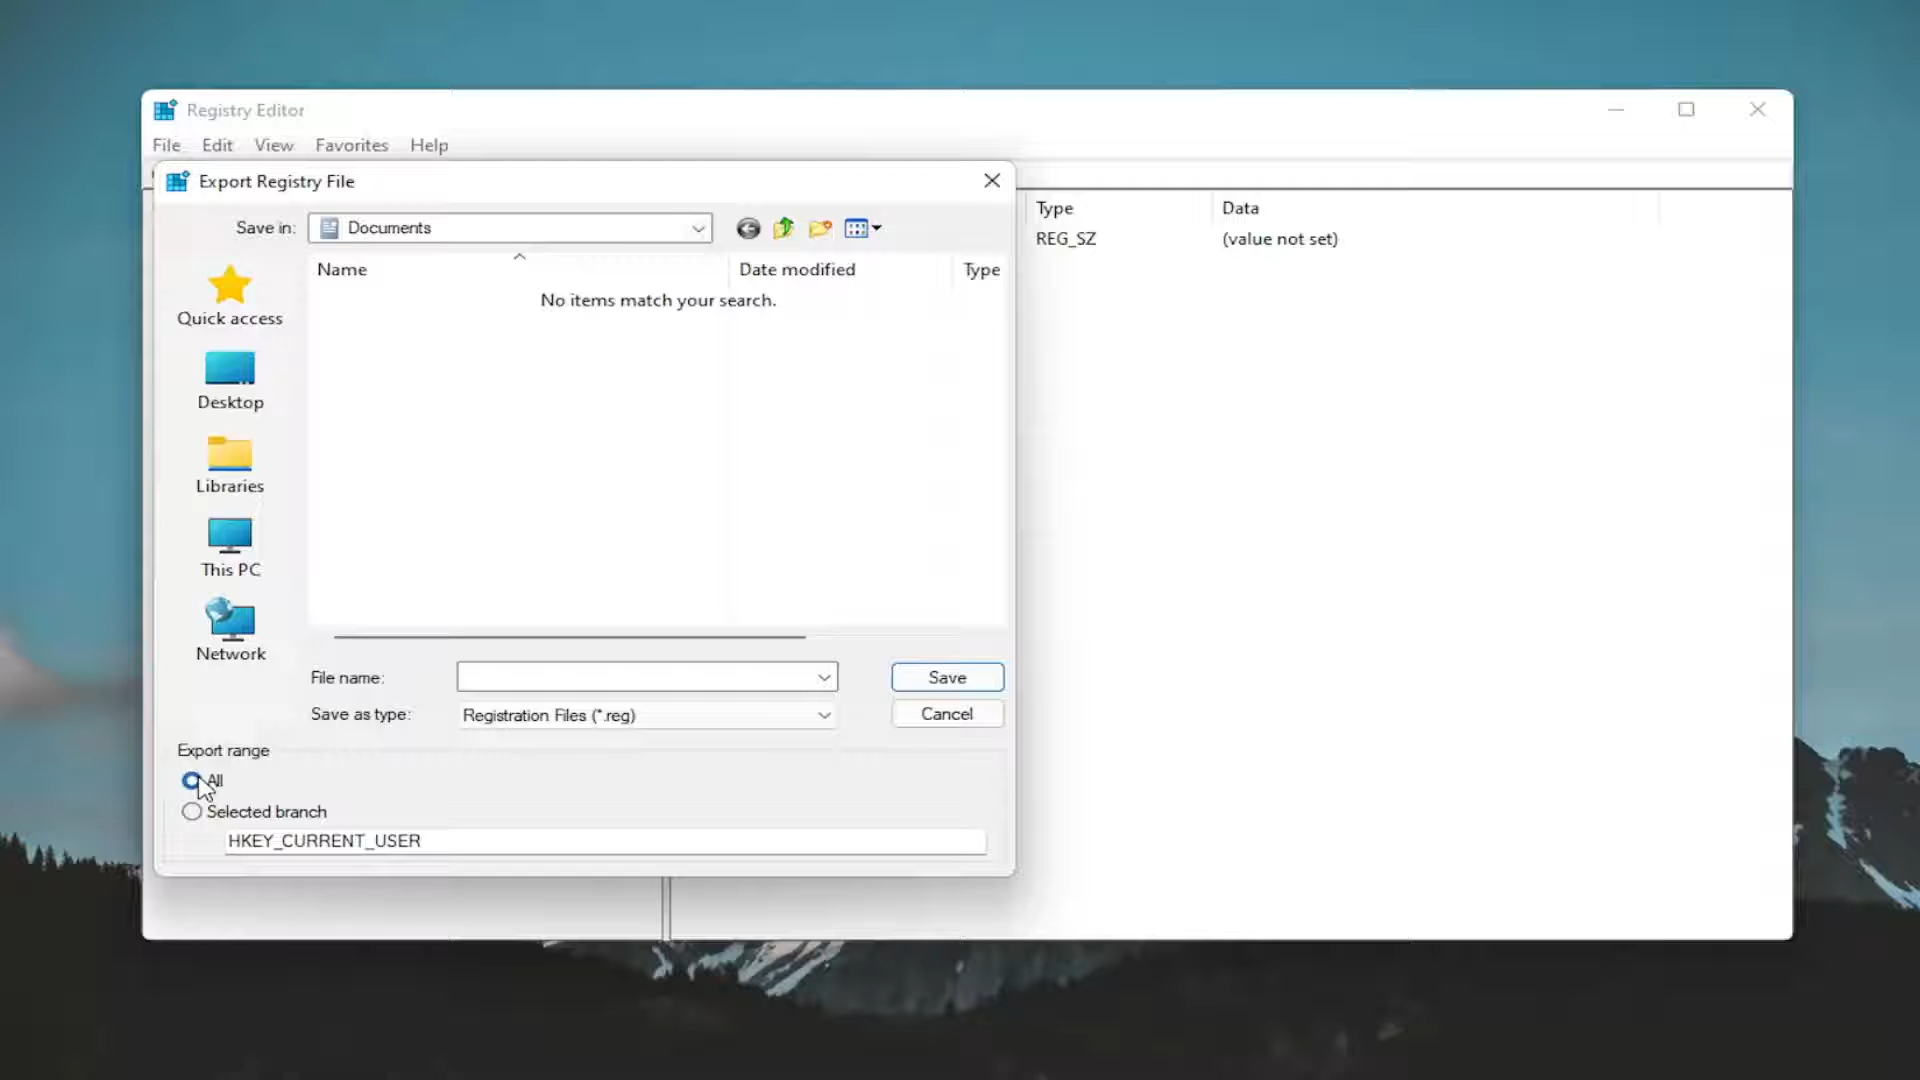 Registry Editor
File Edit View Favorites Help
Export Registry File
Save in: Documents
Type Data
REG_SZ (value not set)
Name Date modified Type
No items match your search.
Quick access
Desktop
Libraries
This PC
Network
File name: Save
Save as type: Registration Files (*.reg) Cancel
Export range
All
Selected branch
HKEY_CURRENT_USER